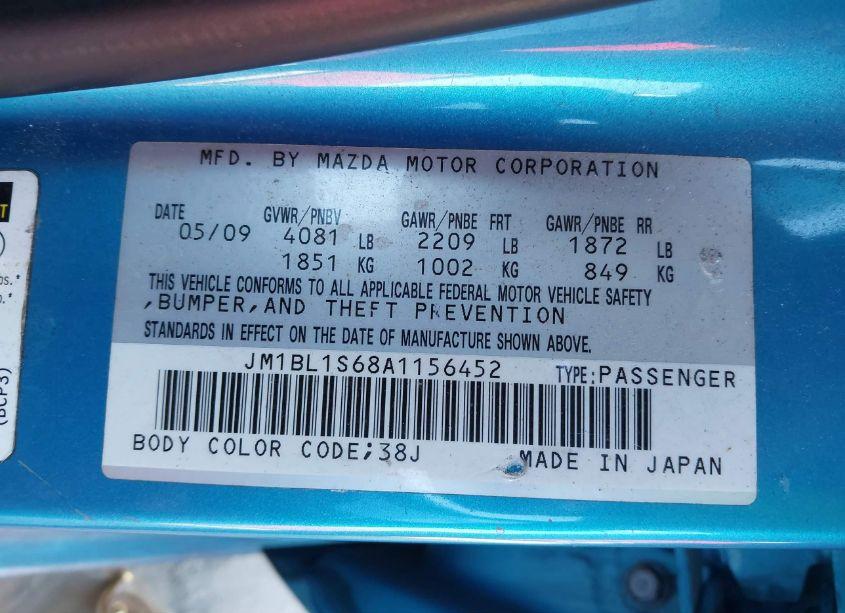 MFD. BY MAZDA MOTOR CORPORATION
DATE GVWR/PNBV GAWR/PNBE FRT GAWR/PNBE RR
05/09 4081 LB 2209 LB 1872 LB
1851 KG 1002 KG 849 KG
THIS VEHICLE CONFORMS TO ALL APPLICABLE FEDERAL MOTOR VEHICLE SAFETY
,BUMPER,AND THEFT PREVENTION
STANDARDS IN EFFECT ON THE DATE OF MANUFACTURE SHOWN ABOVE.
JM1BL1S68A1156452 TYPE:PASSENGER
BODY COLOR CODE;38J MADE IN JAPAN
(BCP3)